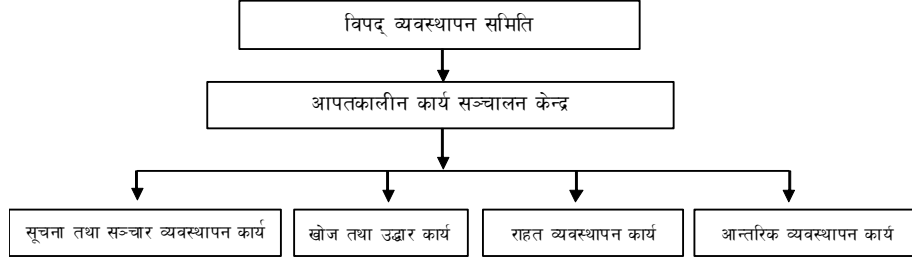 विपद् व्यवस्थापन समिति
आपतकालीन कार्य सञ्चालन केन्द्र
सूचना तथा सञ्चार व्यवस्थापन कार्य
खोज तथा उद्धार कार्य
राहत व्यवस्थापन कार्य
आन्तरिक व्यवस्थापन कार्य